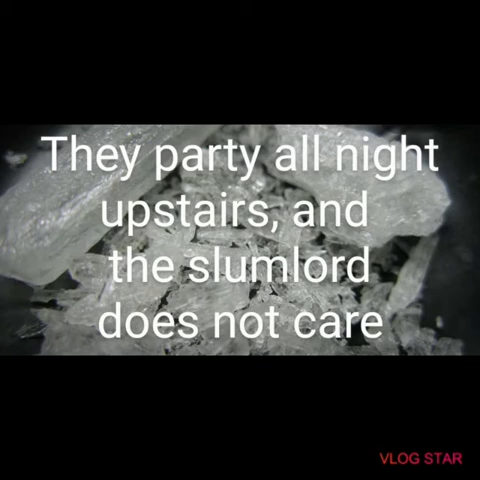 They party all night
upstairs, and
the slumlord
does not care
VLOG STAR